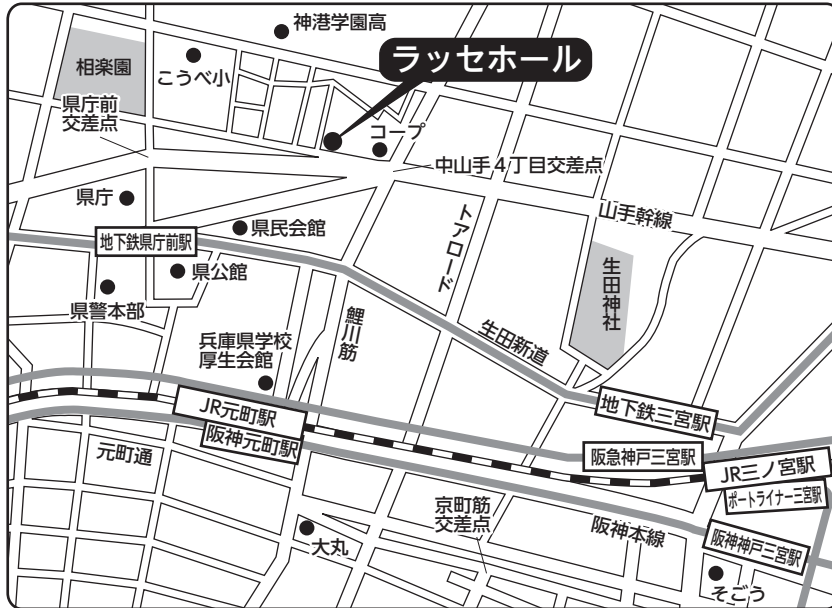 神港学園高
ラッセホール
相楽園
こうべ小
県庁前
交差点
コープ
中山手4丁目交差点
県庁
山手幹線
トアロード
県民会館
地下鉄県庁前駅
県公館
生田神社
県警本部
鯉川筋
生田新道
兵庫県学校
厚生会館
JR元町駅
地下鉄三宮駅
阪神元町駅
元町通
阪急神戸三宮駅
JR三ノ宮駅
ポートライナー三宮駅
京町筋
交差点
阪神本線
阪神神戸三宮駅
大丸
そごう